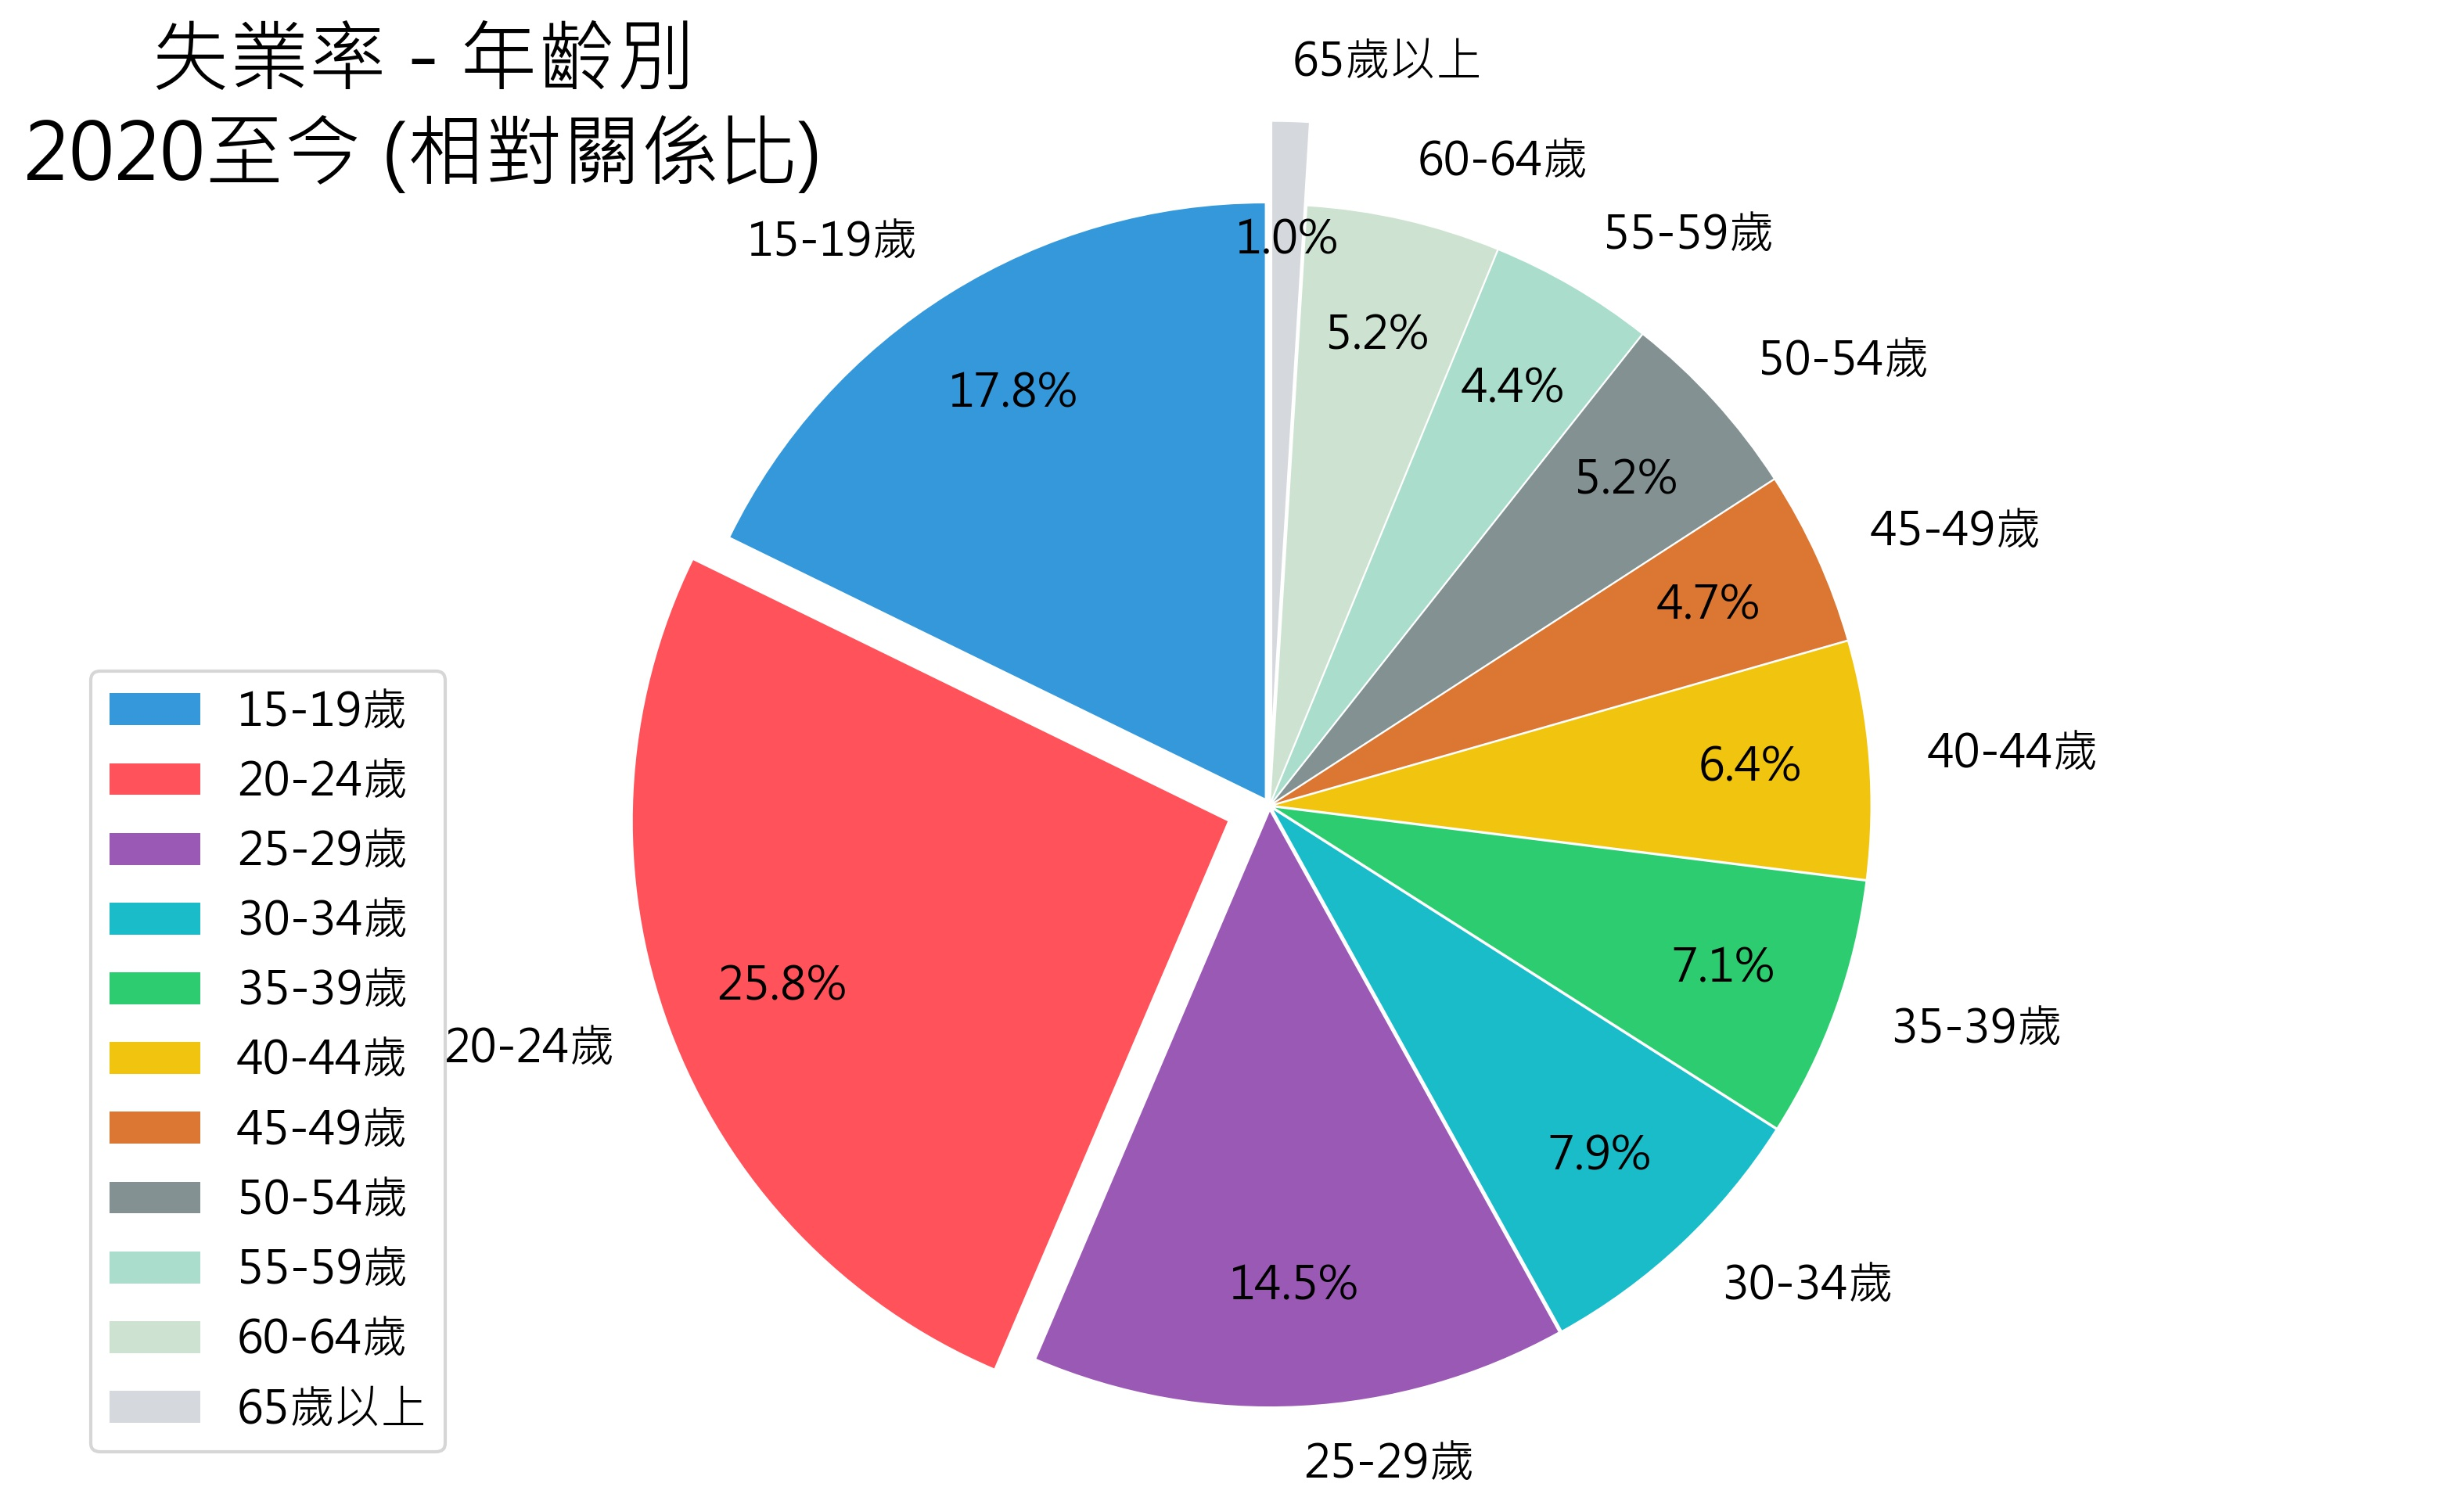 失業率 - 年齡別
2020至今 (相對關係比)
65歲以上
60-64歲
55-59歲
50-54歲
45-49歲
40-44歲
35-39歲
30-34歲
25-29歲
20-24歲
15-19歲
1.0%
5.2%
4.4%
5.2%
4.7%
6.4%
7.1%
7.9%
14.5%
25.8%
17.8%
15-19歲
20-24歲
25-29歲
30-34歲
35-39歲
40-44歲
45-49歲
50-54歲
55-59歲
60-64歲
65歲以上